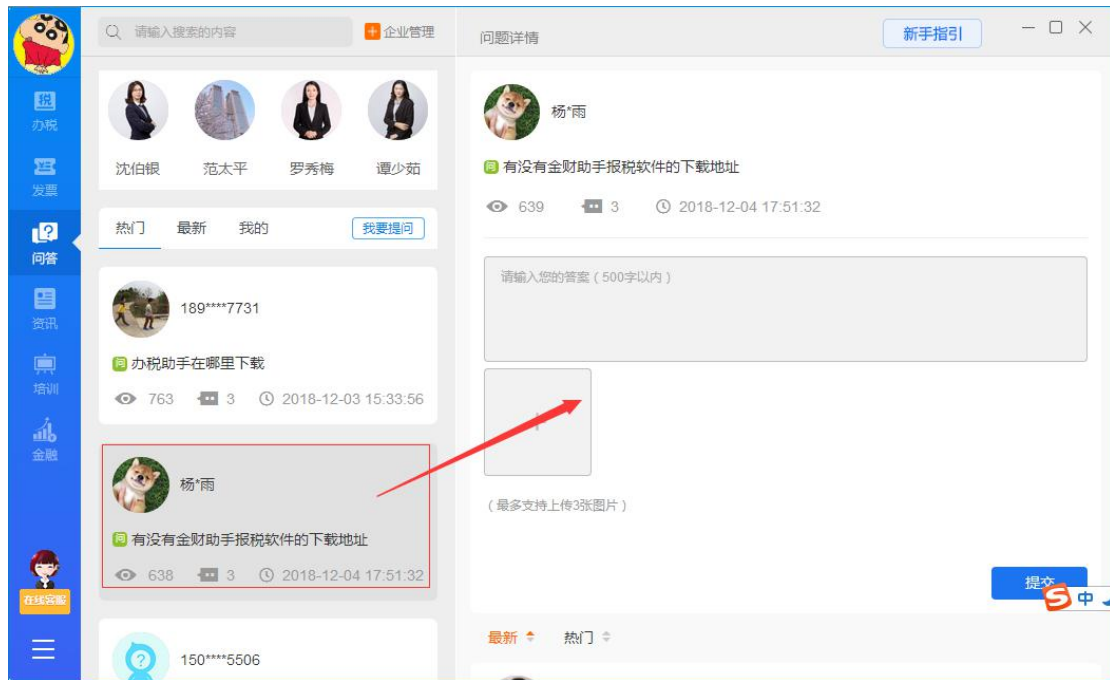 请输入搜索的内容
企业管理
问题详情
新手指引
税
办税
发票
问答
资讯
培训
金融
在线客服
沈伯银
范太平
罗秀梅
谭少茹
热门
最新
我的
我要提问
189****7731
问 办税助手在哪里下载
763 3 2018-12-03 15:33:56
杨*雨
问 有没有金财助手报税软件的下载地址
638 3 2018-12-04 17:51:32
150****5506
杨*雨
问 有没有金财助手报税软件的下载地址
639 3 2018-12-04 17:51:32
请输入您的答案(500字以内)
(最多支持上传3张图片)
提交
中
最新
热门